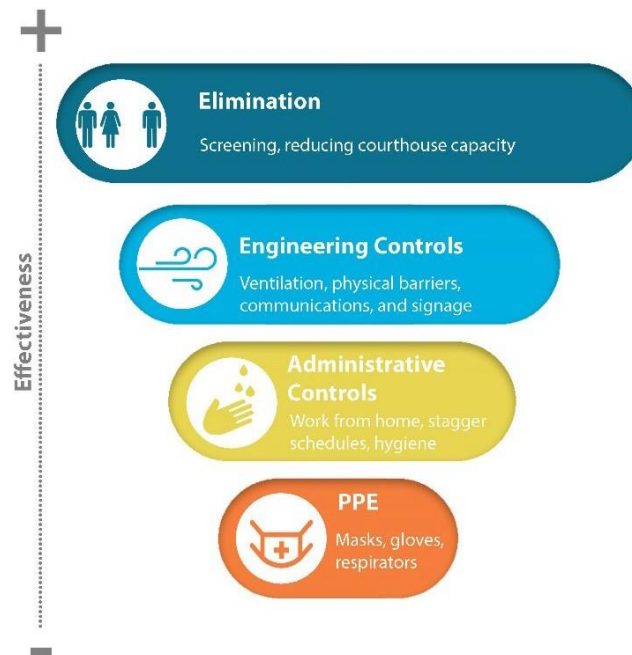 +
Effectiveness
Elimination
Screening, reducing courthouse capacity
Engineering Controls
Ventilation, physical barriers,
communications, and signage
Administrative
Controls
Work from home, stagger
schedules, hygiene
PPE
Masks, gloves,
respirators
-